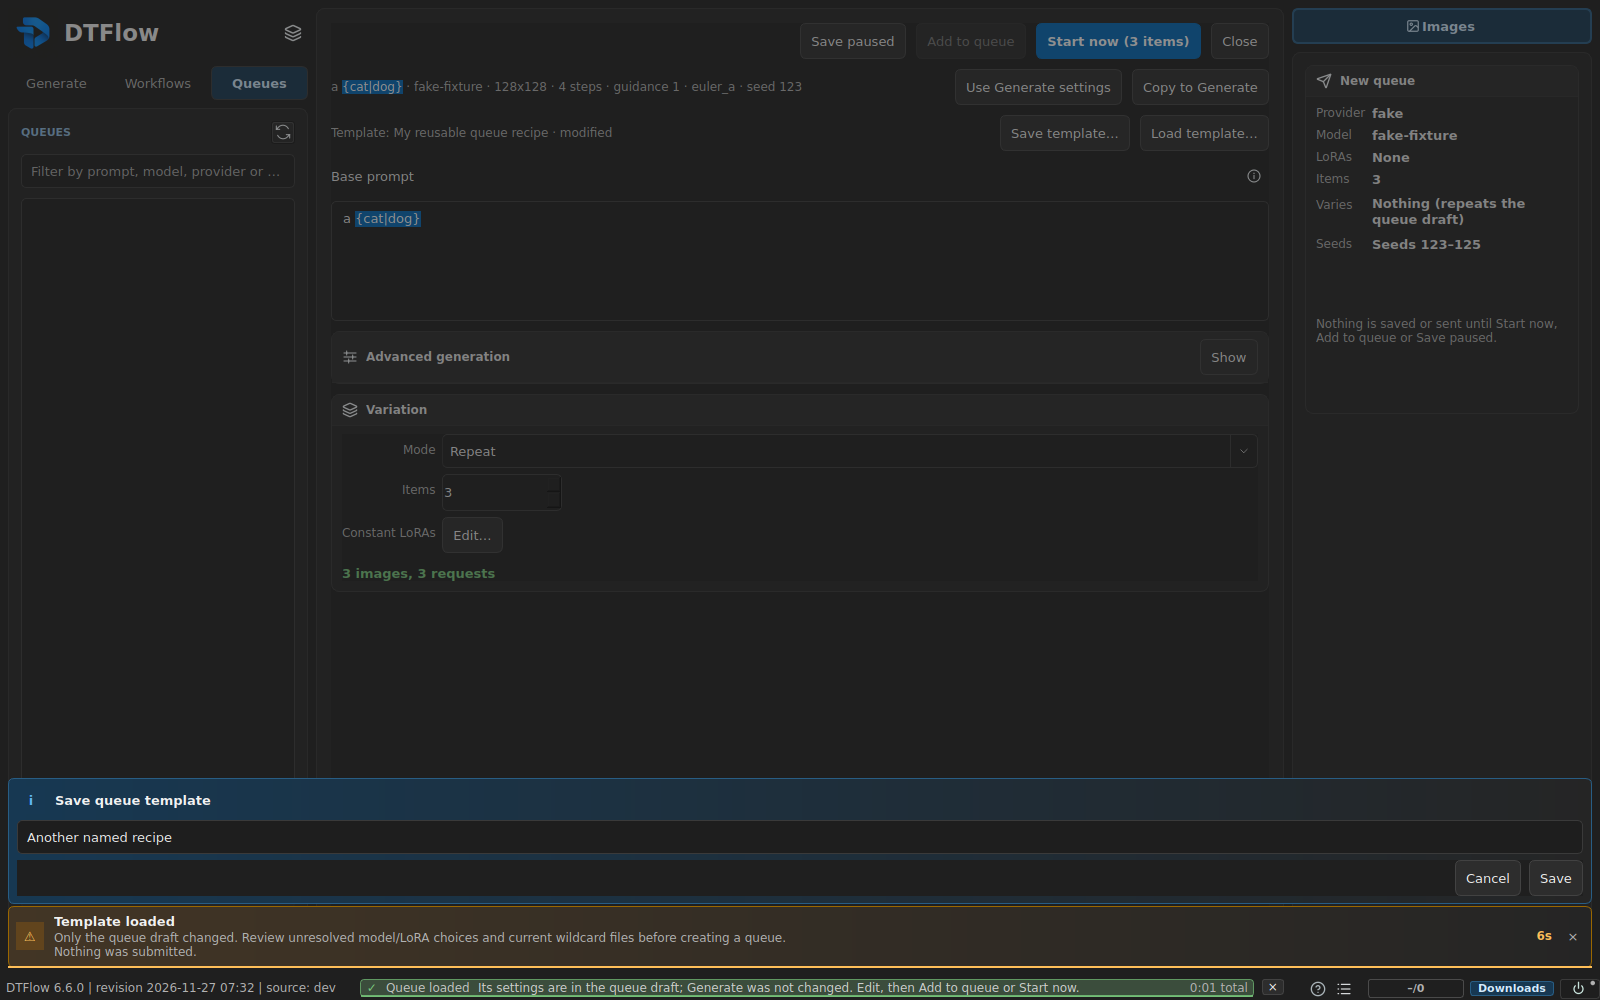 DTFlow
Generate
Workflows
Queues
QUEUES
Filter by prompt, model, provider or ...
Save paused
Add to queue
Start now (3 items)
Close
a {cat|dog} · fake-fixture · 128x128 · 4 steps · guidance 1 · euler_a · seed 123
Use Generate settings
Copy to Generate
Template: My reusable queue recipe · modified
Save template...
Load template...
Base prompt
a {cat|dog}
Advanced generation
Show
Variation
Mode
Repeat
Items
3
Constant LoRAs
Edit...
3 images, 3 requests
Images
New queue
Provider fake
Model fake-fixture
LoRAs None
Items 3
Varies Nothing (repeats the
queue draft)
Seeds Seeds 123–125
Nothing is saved or sent until Start now,
Add to queue or Save paused.
Save queue template
Another named recipe
Cancel
Save
Template loaded
Only the queue draft changed. Review unresolved model/LoRA choices and current wildcard files before creating a queue.
Nothing was submitted.
6s
DTFlow 6.6.0 | revision 2026-11-27 07:32 | source: dev
Queue loaded Its settings are in the queue draft; Generate was not changed. Edit, then Add to queue or Start now.
0:01 total
–/0
Downloads